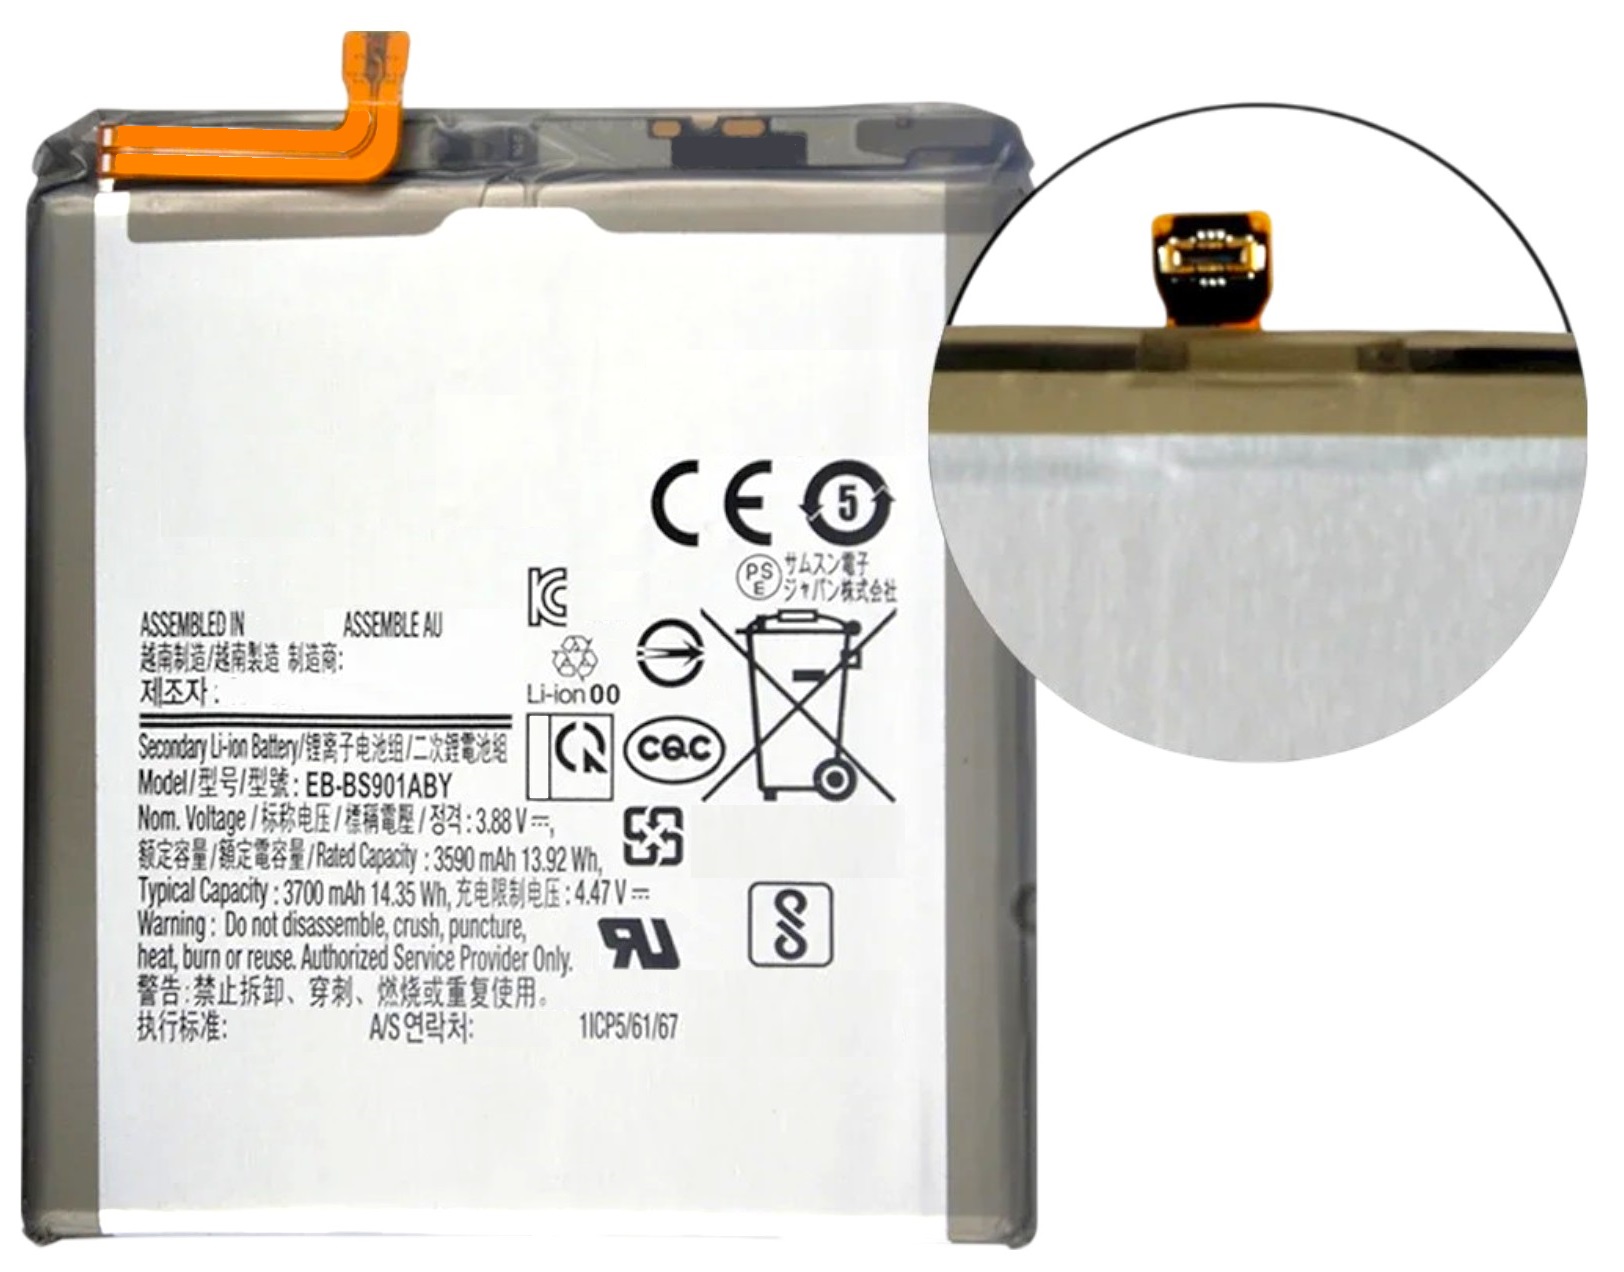 CE 5
PS
E
サムスン電子
ジャパン株式会社
ASSEMBLED IN ASSEMBLE AU
越南制造/越南製造 制造商:
제조자 :
Li-ion 00
Secondary Li-ion Battery/锂离子电池组/二次鋰電池組
CQC
Model/型号/型號: EB-BS901ABY
Nom. Voltage / 标称电压 / 標稱電壓 / 정격 : 3.88 V⎓,
额定容量/額定電容量/Rated Capacity : 3590 mAh 13.92 Wh,
Typical Capacity : 3700 mAh 14.35 Wh, 充电限制电压 : 4.47 V⎓
Warning : Do not disassemble, crush, puncture,
heat, burn or reuse. Authorized Service Provider Only.
警告:禁止拆卸、穿刺、燃烧或重复使用。
执行标准: A/S 연락처: 1ICP5/61/67